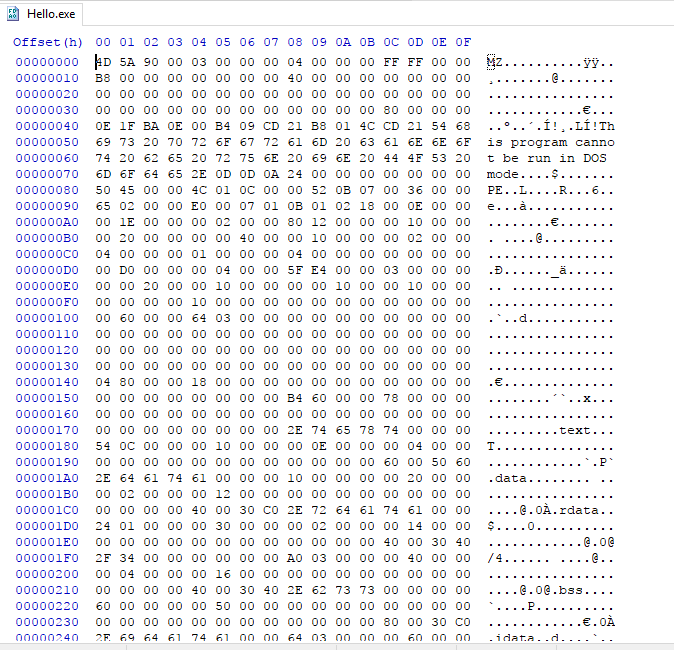 Hello.exe
Offset(h) 00 01 02 03 04 05 06 07 08 09 0A 0B 0C 0D 0E 0F
00000000 4D 5A 90 00 03 00 00 00 04 00 00 00 FF FF 00 00 MZ..........ÿÿ..
00000010 B8 00 00 00 00 00 00 00 40 00 00 00 00 00 00 00 ¸.......@.......
00000020 00 00 00 00 00 00 00 00 00 00 00 00 00 00 00 00 ................
00000030 00 00 00 00 00 00 00 00 00 00 00 00 80 00 00 00 ............€...
00000040 0E 1F BA 0E 00 B4 09 CD 21 B8 01 4C CD 21 54 68 ..º..´.Í!¸.LÍ!Th
00000050 69 73 20 70 72 6F 67 72 61 6D 20 63 61 6E 6E 6F is program canno
00000060 74 20 62 65 20 72 75 6E 20 69 6E 20 44 4F 53 20 t be run in DOS
00000070 6D 6F 64 65 2E 0D 0D 0A 24 00 00 00 00 00 00 00 mode....$.......
00000080 50 45 00 00 4C 01 0C 00 00 52 0B 07 00 36 00 00 PE..L....R...6..
00000090 65 02 00 00 E0 00 07 01 0B 01 02 18 00 0E 00 00 e...à...........
000000A0 00 1E 00 00 00 02 00 00 80 12 00 00 00 10 00 00 ........€.......
000000B0 00 20 00 00 00 00 40 00 00 10 00 00 00 02 00 00 . ....@.........
000000C0 04 00 00 00 01 00 00 00 04 00 00 00 00 00 00 00 ................
000000D0 00 D0 00 00 00 04 00 00 5F E4 00 00 03 00 00 00 .Ð......_ä......
000000E0 00 00 20 00 00 10 00 00 00 00 10 00 00 10 00 00 .. .............
000000F0 00 00 00 00 10 00 00 00 00 00 00 00 00 00 00 00 ................
00000100 00 60 00 00 64 03 00 00 00 00 00 00 00 00 00 00 .`..d...........
00000110 00 00 00 00 00 00 00 00 00 00 00 00 00 00 00 00 ................
00000120 00 00 00 00 00 00 00 00 00 00 00 00 00 00 00 00 ................
00000130 00 00 00 00 00 00 00 00 00 00 00 00 00 00 00 00 ................
00000140 04 80 00 00 18 00 00 00 00 00 00 00 00 00 00 00 .€..............
00000150 00 00 00 00 00 00 00 00 B4 60 00 00 78 00 00 00 ........´`..x...
00000160 00 00 00 00 00 00 00 00 00 00 00 00 00 00 00 00 ................
00000170 00 00 00 00 00 00 00 00 2E 74 65 78 74 00 00 00 .........text...
00000180 54 0C 00 00 00 10 00 00 00 0E 00 00 00 04 00 00 T...............
00000190 00 00 00 00 00 00 00 00 00 00 00 00 60 00 50 60 ............`.P`
000001A0 2E 64 61 74 61 00 00 00 10 00 00 00 00 20 00 00 .data........ ..
000001B0 00 02 00 00 00 12 00 00 00 00 00 00 00 00 00 00 ................
000001C0 00 00 00 00 40 00 30 C0 2E 72 64 61 74 61 00 00 ....@.0À.rdata..
000001D0 24 01 00 00 00 30 00 00 00 02 00 00 00 14 00 00 $....0..........
000001E0 00 00 00 00 00 00 00 00 00 00 00 00 40 00 30 40 ............@.0@
000001F0 2F 34 00 00 00 00 00 00 A0 03 00 00 00 40 00 00 /4...... ....@..
00000200 00 04 00 00 00 16 00 00 00 00 00 00 00 00 00 00 ................
00000210 00 00 00 00 40 00 30 40 2E 62 73 73 00 00 00 00 ....@.0@.bss....
00000220 60 00 00 00 00 50 00 00 00 00 00 00 00 00 00 00 `....P..........
00000230 00 00 00 00 00 00 00 00 00 00 00 00 80 00 30 C0 ............€.0À
00000240 2E 69 64 61 74 61 00 00 64 03 00 00 00 60 00 00 .idata..d....`..